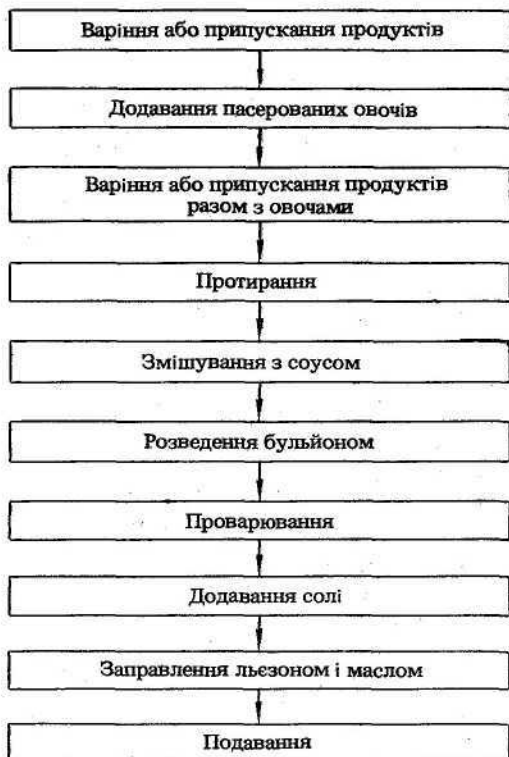 Варіння або припускання продуктів
Додавання пасерованих овочів
Варіння або припускання продуктів
разом з овочами
Протирання
Змішування з соусом
Розведення бульйоном
Проварювання
Додавання солі
Заправлення льєзоном і маслом
Подавання